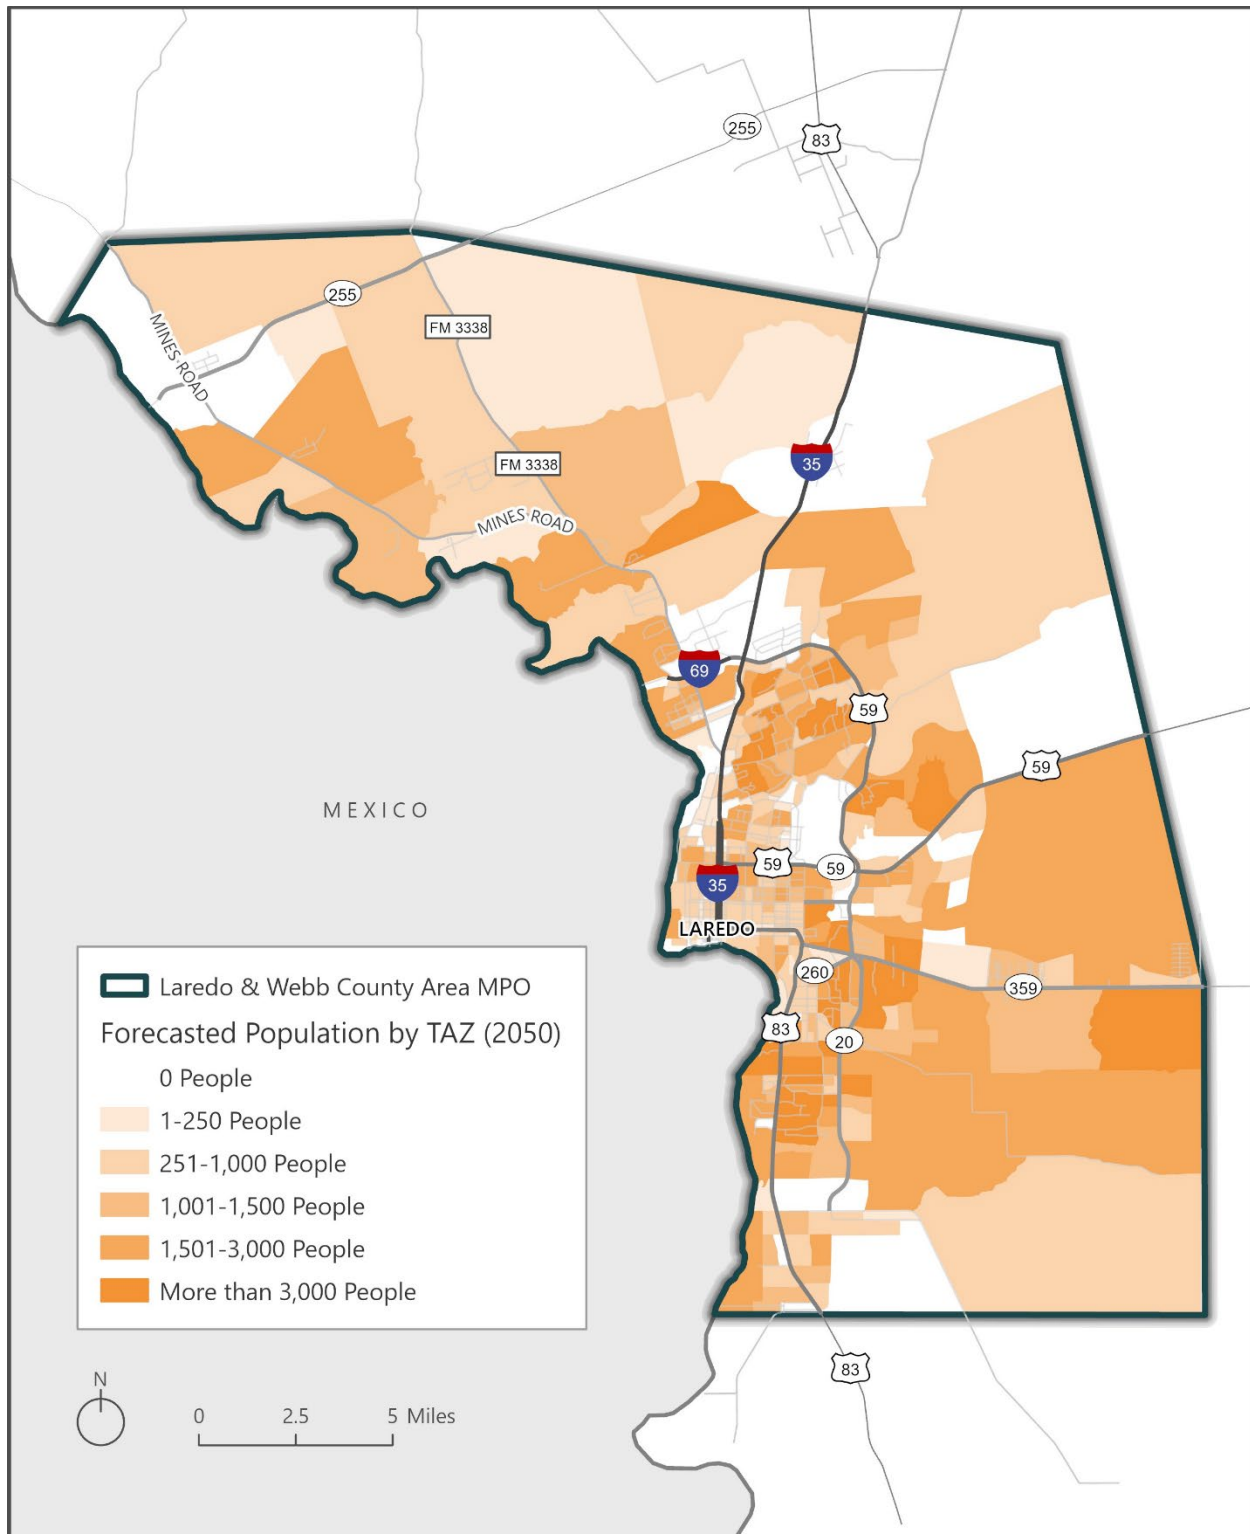 255
83
255
MINES ROAD
FM 3338
FM 3338
35
MINES ROAD
69
59
59
MEXICO
59
59
35
LAREDO
260
359
83
20
Laredo & Webb County Area MPO
Forecasted Population by TAZ (2050)
0 People
1-250 People
251-1,000 People
1,001-1,500 People
1,501-3,000 People
More than 3,000 People
83
N
0 2.5 5 Miles